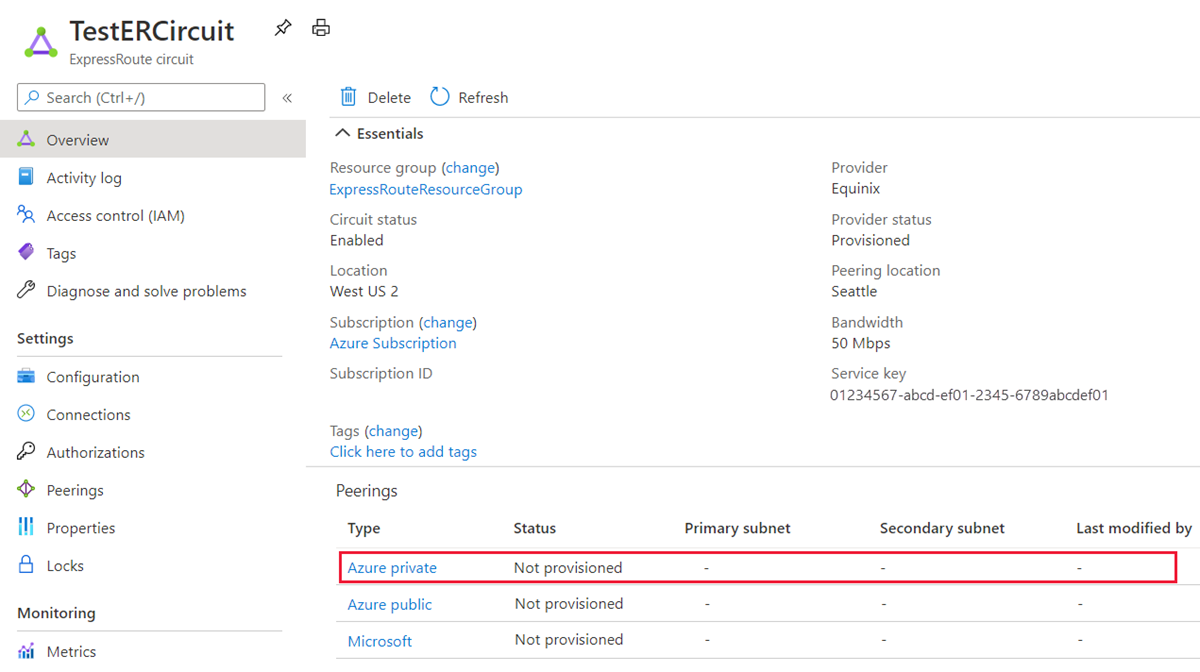 TestERCircuit
ExpressRoute circuit
Search (Ctrl+/)
«
Overview
Activity log
Access control (IAM)
Tags
Diagnose and solve problems
Settings
Configuration
Connections
Authorizations
Peerings
Properties
Locks
Monitoring
Metrics
Delete Refresh
Essentials
Resource group (change)
ExpressRouteResourceGroup
Circuit status
Enabled
Location
West US 2
Subscription (change)
Azure Subscription
Subscription ID
Tags (change)
Click here to add tags
Provider
Equinix
Provider status
Provisioned
Peering location
Seattle
Bandwidth
50 Mbps
Service key
01234567-abcd-ef01-2345-6789abcdef01
Peerings
Type Status Primary subnet Secondary subnet Last modified by
Azure private Not provisioned - - -
Azure public Not provisioned - - -
Microsoft Not provisioned - - -